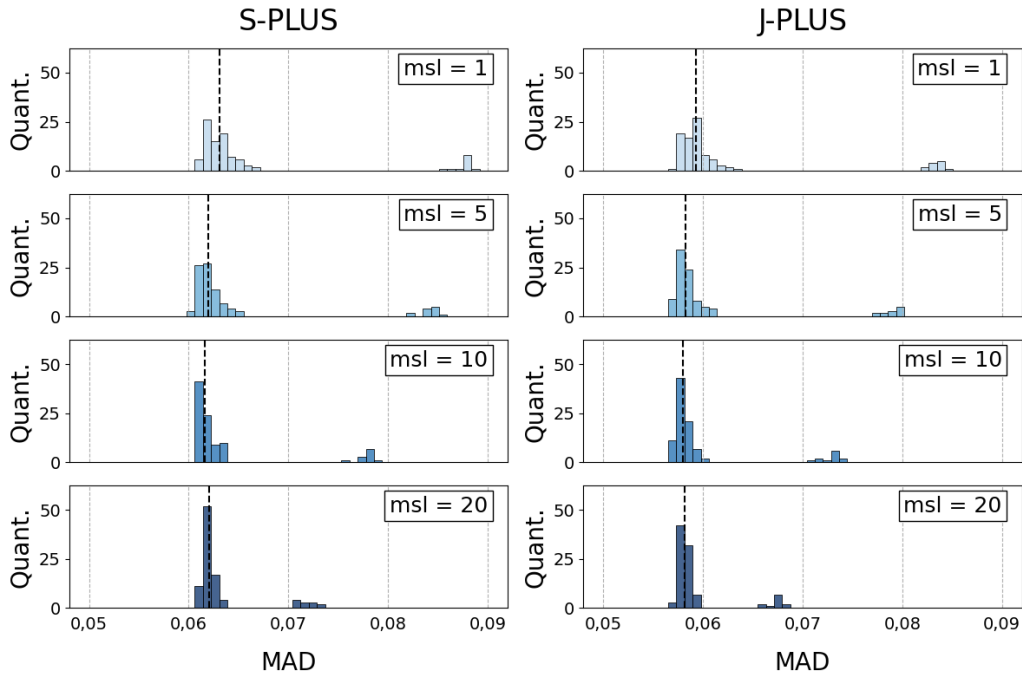 S-PLUS
J-PLUS
Quant.
50
25
0
msl = 1
Quant.
50
25
0
msl = 1
Quant.
50
25
0
msl = 5
Quant.
50
25
0
msl = 5
Quant.
50
25
0
msl = 10
Quant.
50
25
0
msl = 10
Quant.
50
25
0
msl = 20
Quant.
50
25
0
msl = 20
0,05 0,06 0,07 0,08 0,09
0,05 0,06 0,07 0,08 0,09
MAD
MAD